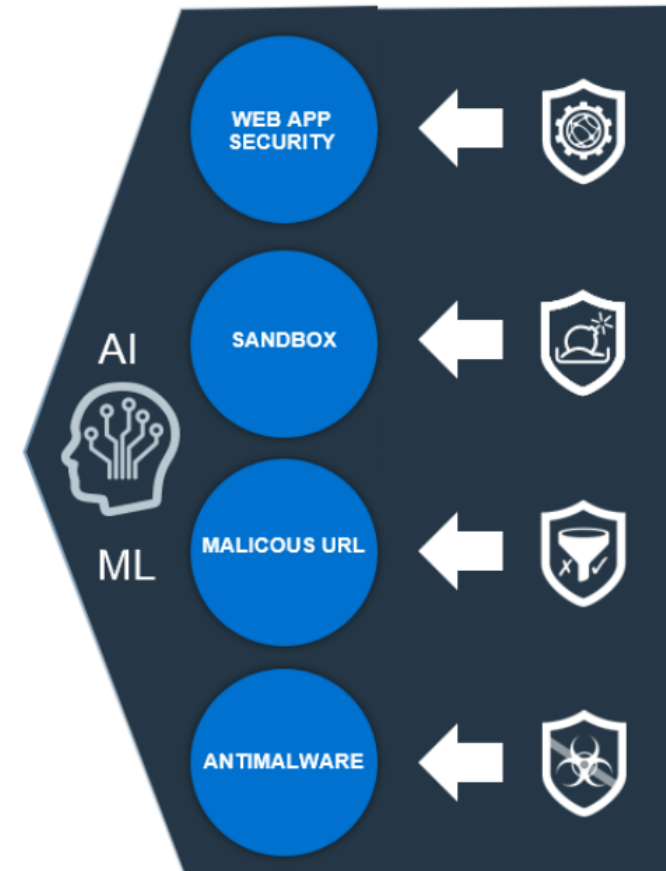 WEB APP
SECURITY
SANDBOX
AI
ML
MALICOUS URL
ANTIMALWARE